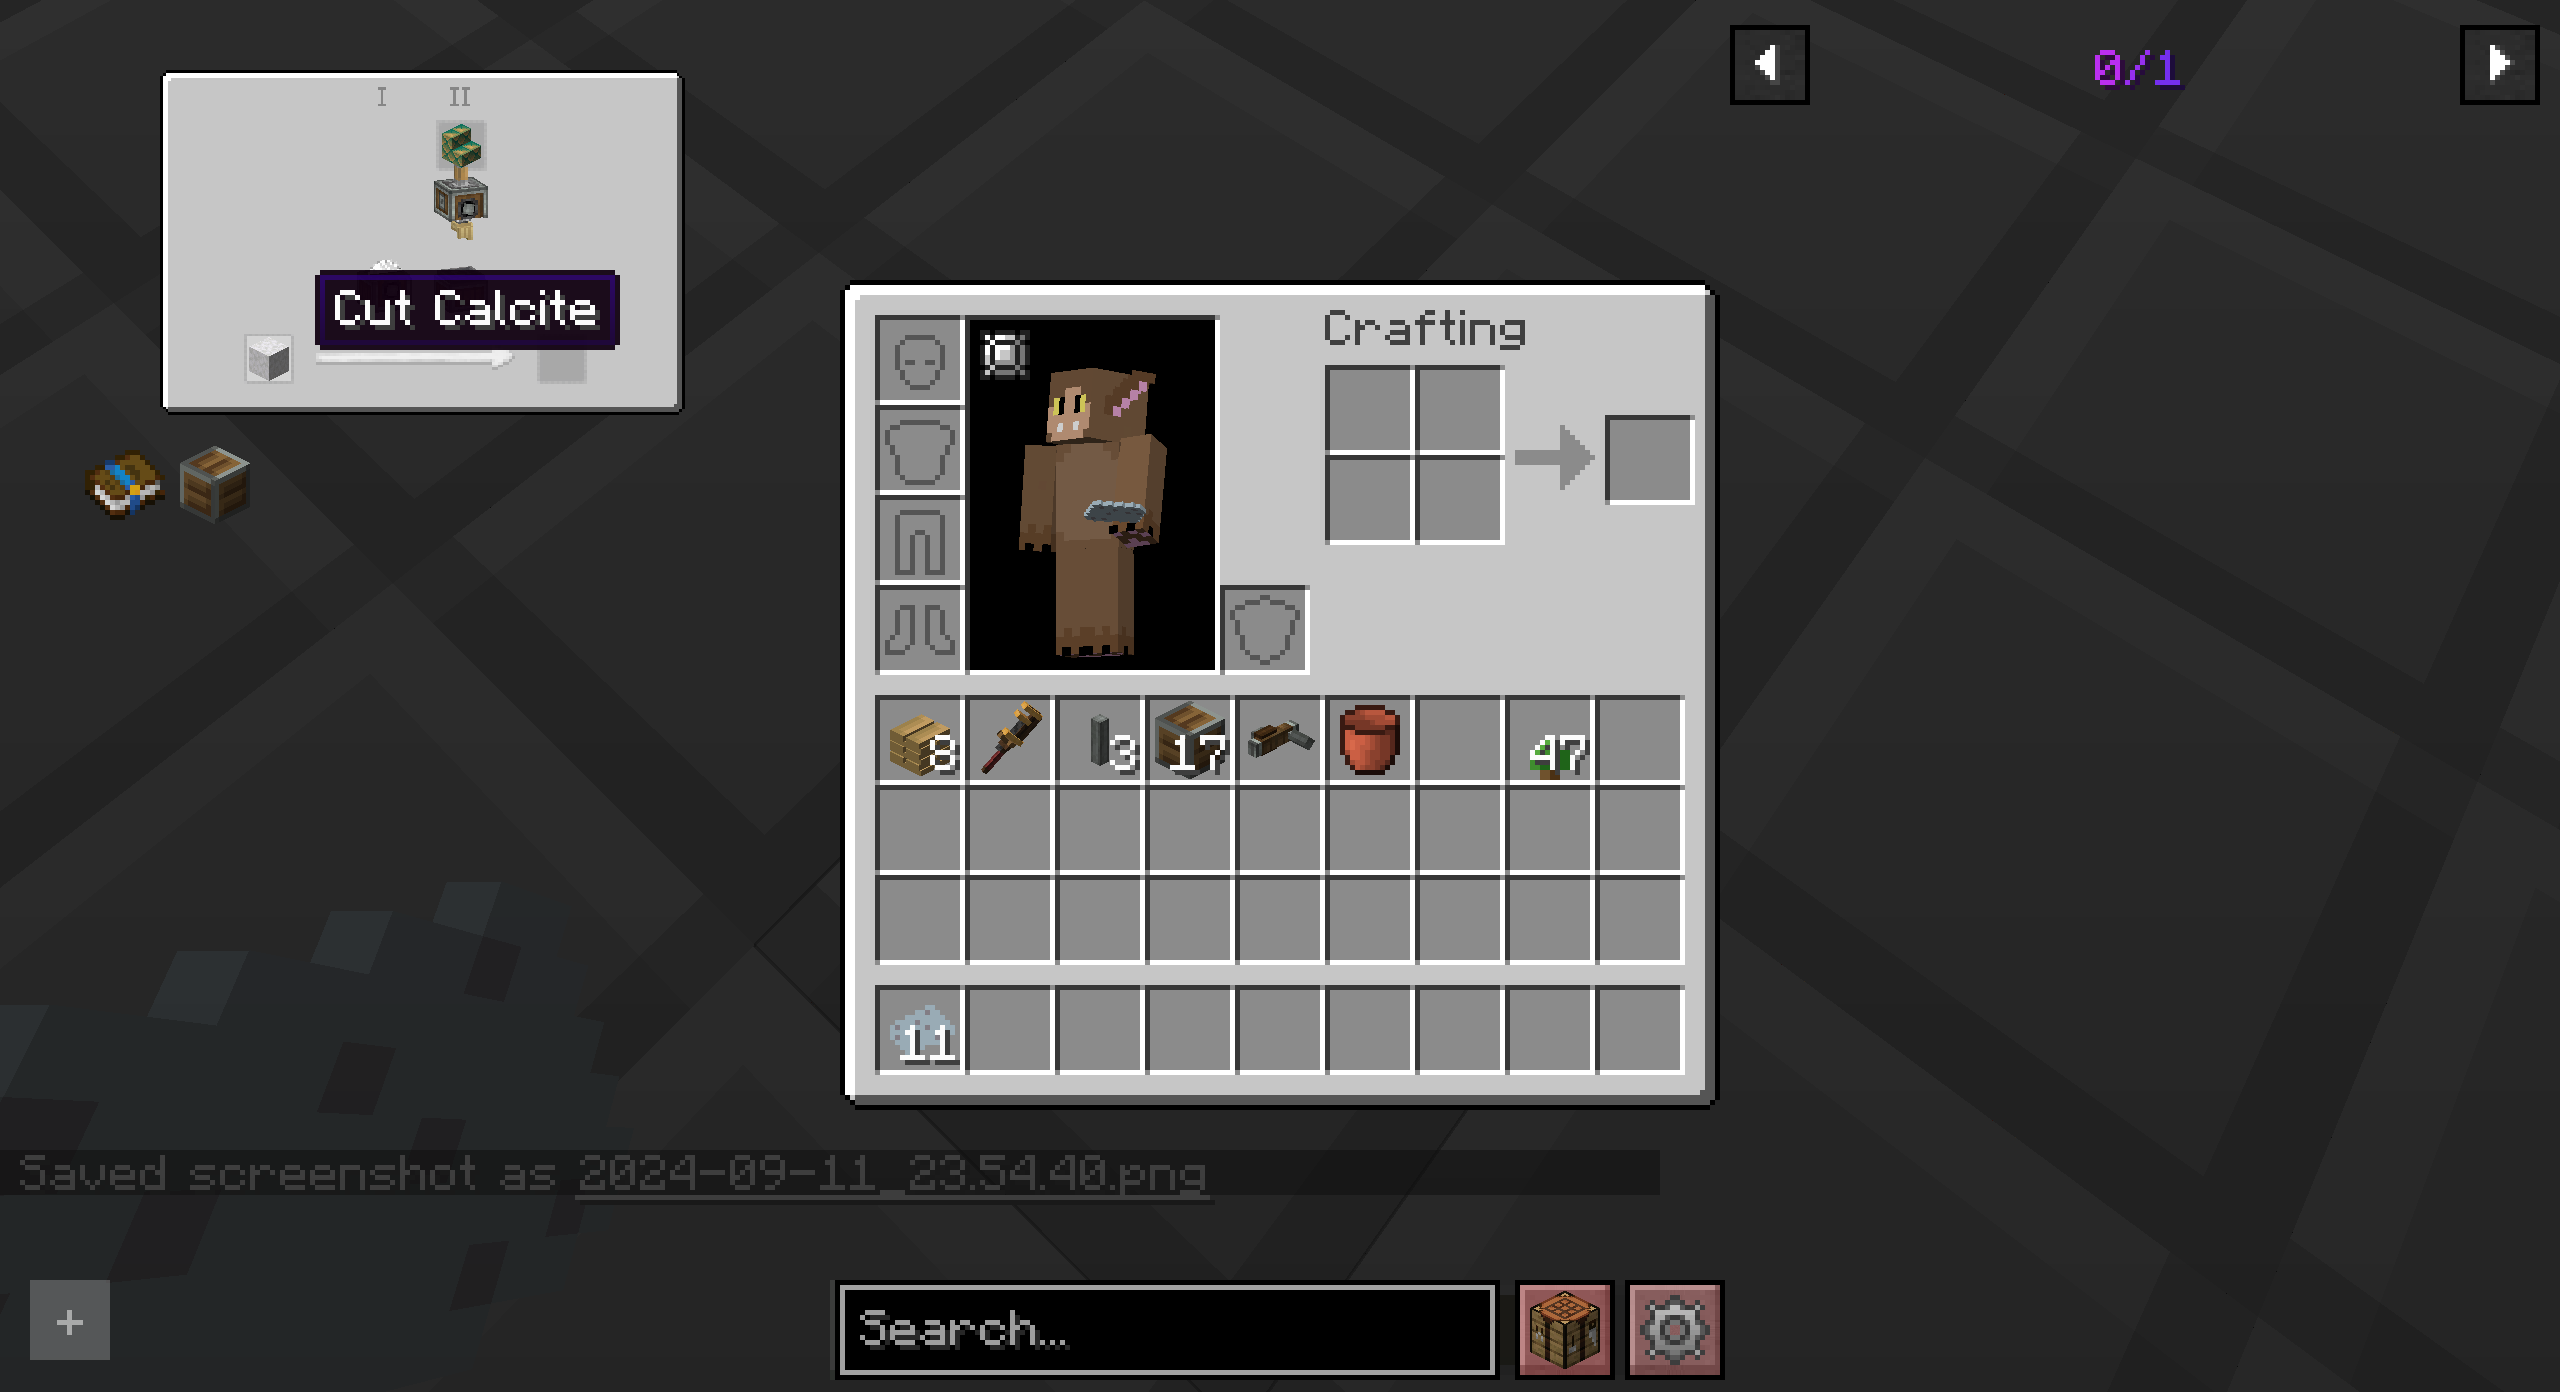 0/1
I II
Cut Calcite
Crafting
8 3 17 47
11
Saved screenshot as 2024-09-11_23.54.40.png
+
Search...